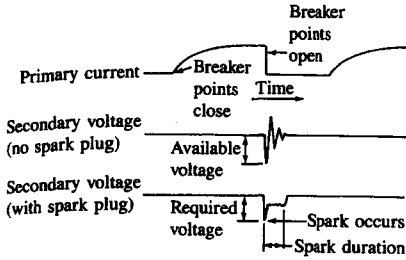 Breaker
points
open
Primary current
Breaker
points
close
Time
Secondary voltage
(no spark plug)
Available
voltage
Secondary voltage
(with spark plug)
Required
voltage
Spark occurs
Spark duration